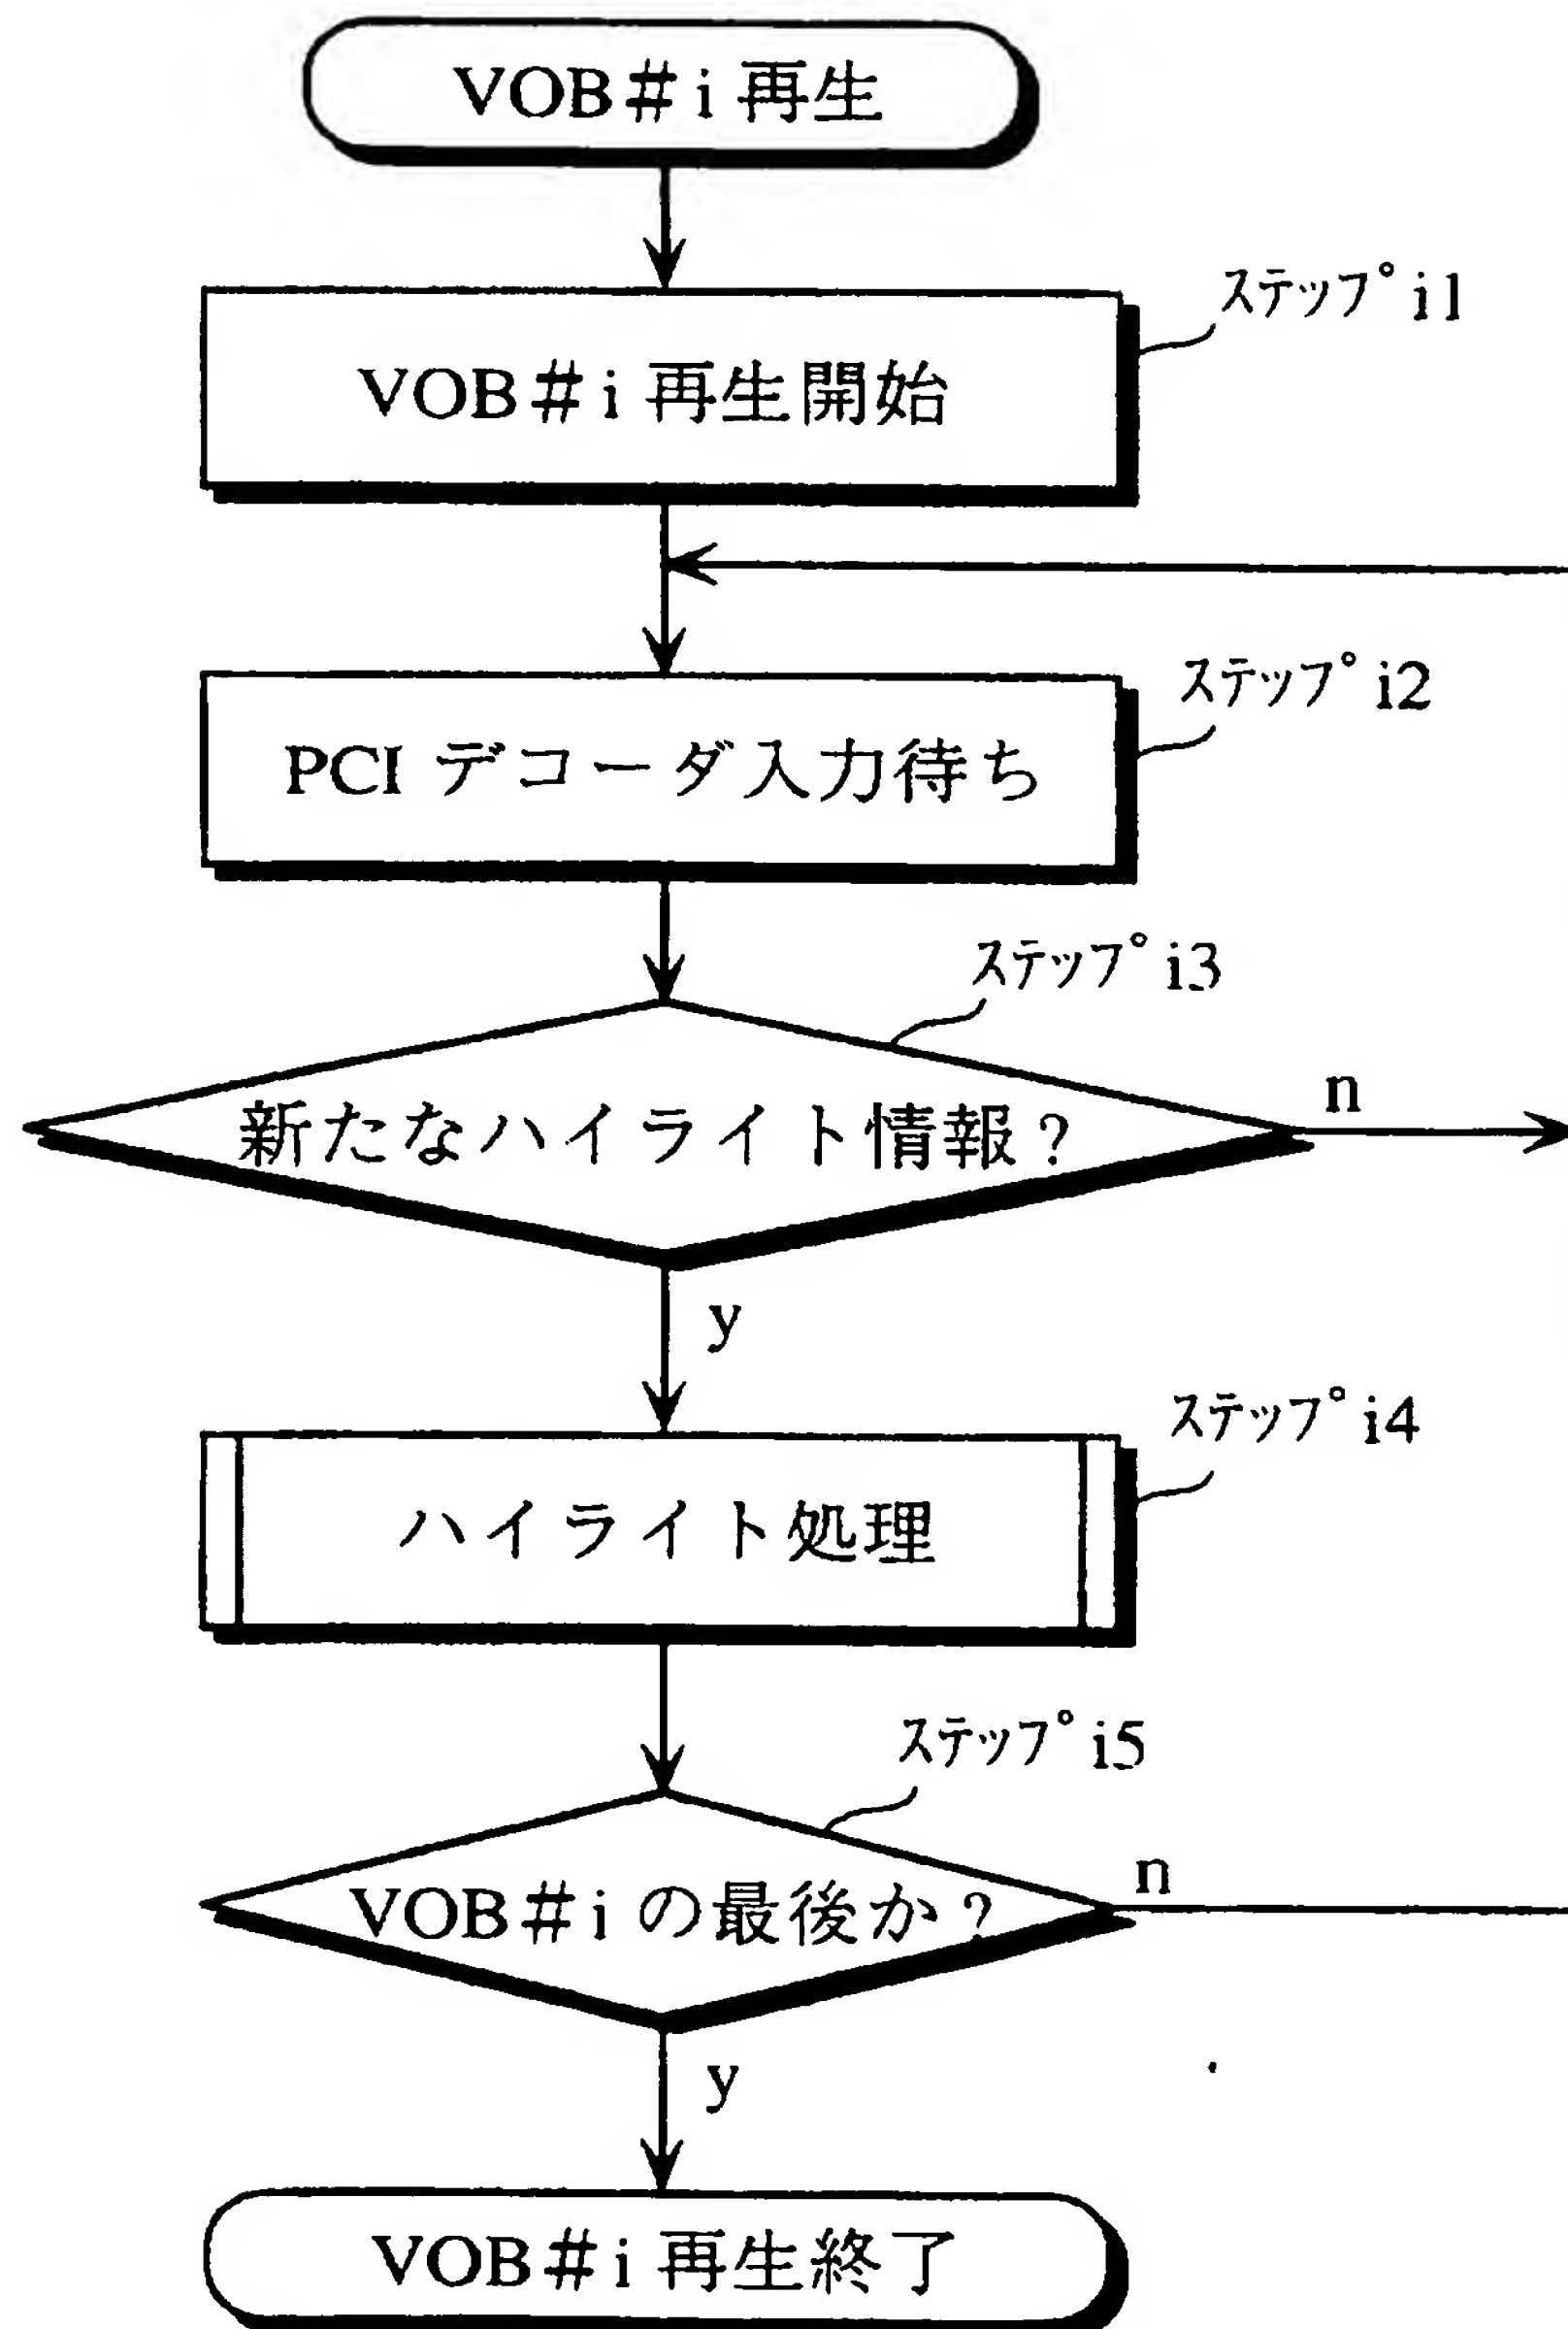 VOB＃i 再生
ｽﾃｯﾌﾟ i1
VOB＃i 再生開始
ｽﾃｯﾌﾟ i2
PCI デコーダ入力待ち
ｽﾃｯﾌﾟ i3
新たなハイライト情報？
n
y
ｽﾃｯﾌﾟ i4
ハイライト処理
ｽﾃｯﾌﾟ i5
VOB＃i の最後か？
n
y
VOB＃i 再生終了